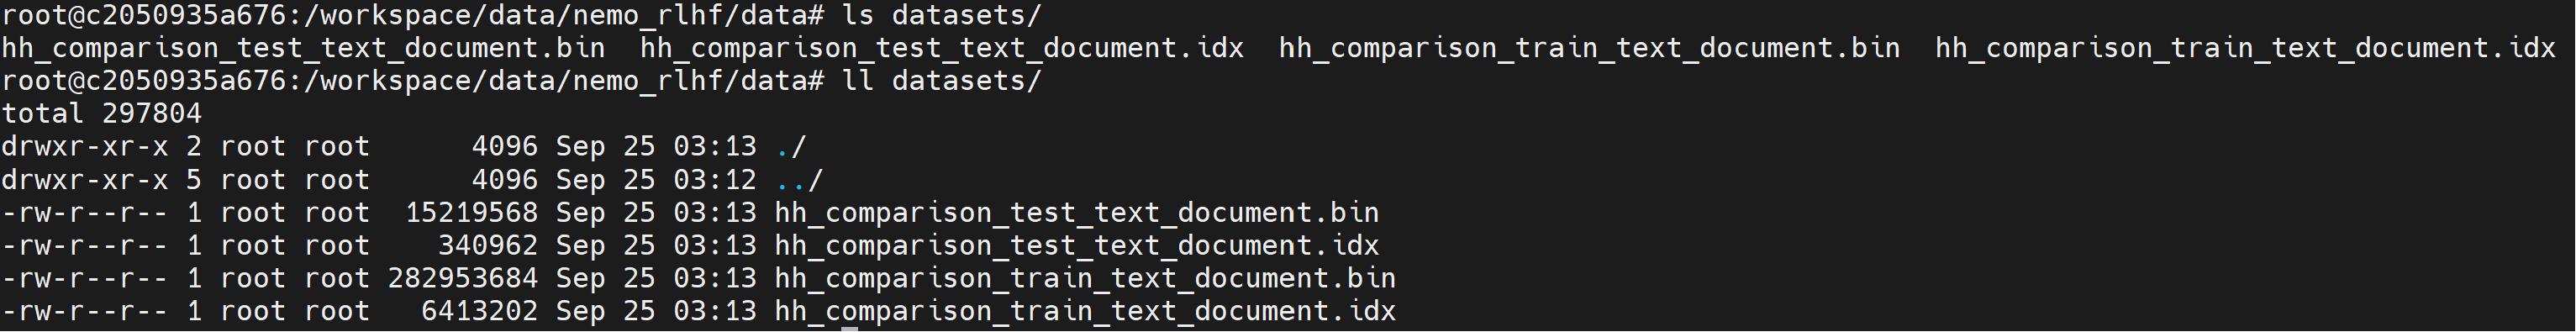 root@c2050935a676:/workspace/data/nemo_rlhf/data# ls datasets/
hh_comparison_test_text_document.bin  hh_comparison_test_text_document.idx  hh_comparison_train_text_document.bin  hh_comparison_train_text_document.idx
root@c2050935a676:/workspace/data/nemo_rlhf/data# ll datasets/
total 297804
drwxr-xr-x 2 root root      4096 Sep 25 03:13 ./
drwxr-xr-x 5 root root      4096 Sep 25 03:12 ../
-rw-r--r-- 1 root root  15219568 Sep 25 03:13 hh_comparison_test_text_document.bin
-rw-r--r-- 1 root root    340962 Sep 25 03:13 hh_comparison_test_text_document.idx
-rw-r--r-- 1 root root 282953684 Sep 25 03:13 hh_comparison_train_text_document.bin
-rw-r--r-- 1 root root   6413202 Sep 25 03:13 hh_comparison_train_text_document.idx